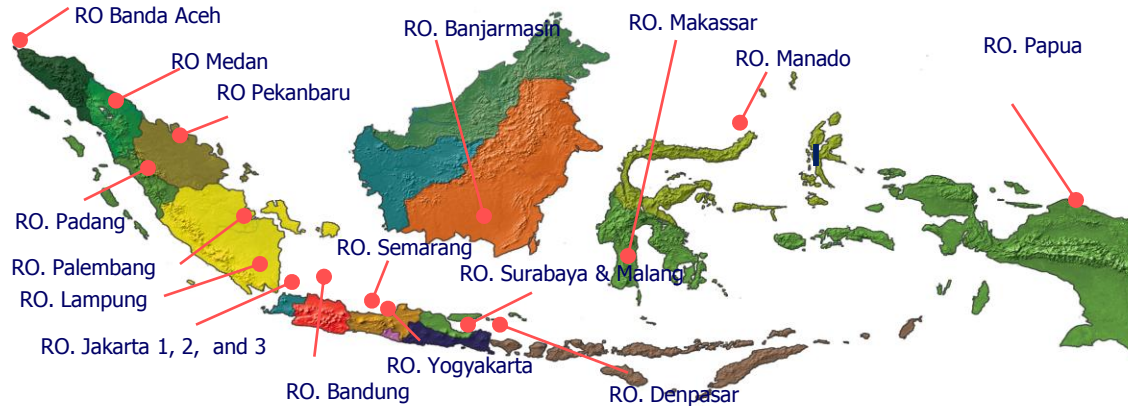 RO Banda Aceh
RO Medan
RO Pekanbaru
RO. Banjarmasin
RO. Makassar
RO. Manado
RO. Papua
RO. Padang
RO. Palembang
RO. Lampung
RO. Semarang
RO. Surabaya & Malang
RO. Jakarta 1, 2,  and 3
RO. Bandung
RO. Yogyakarta
RO. Denpasar